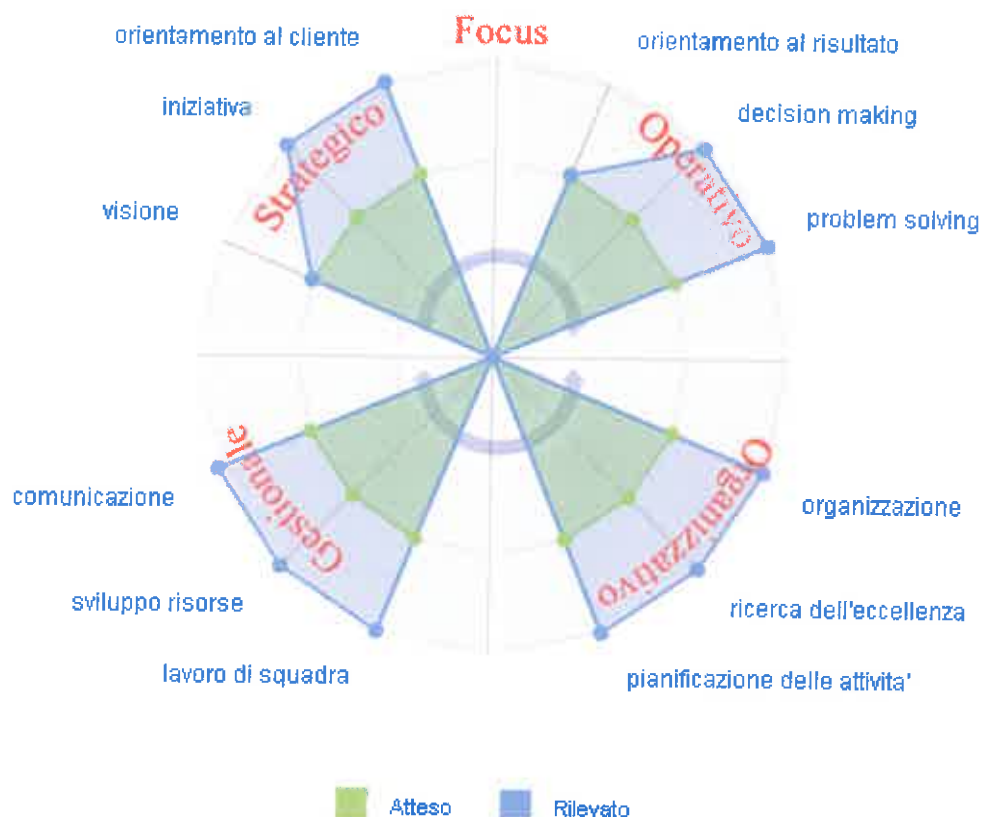 Focus
orientamento al cliente
orientamento al risultato
iniziativa
decision making
visione
problem solving
Strategico
Operativo
Gestionale
Organizzativo
comunicazione
organizzazione
sviluppo risorse
ricerca dell'eccellenza
lavoro di squadra
pianificazione delle attivita'
Atteso
Rilevato